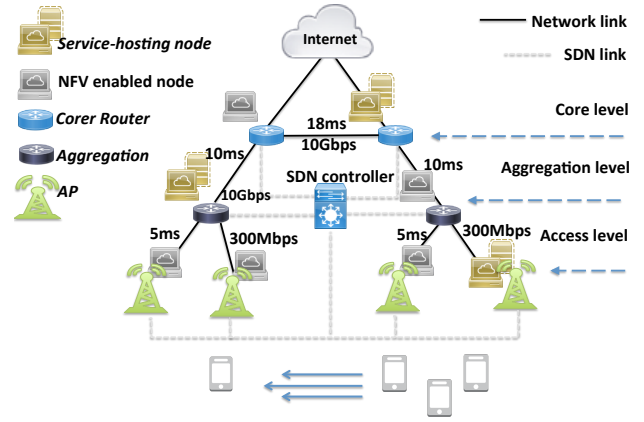 Internet
Network link
Service-hosting node
SDN link
NFV enabled node
Corer Router
18ms
10Gbps
Core level
Aggregation
10ms
10ms
AP
10Gbps
SDN controller
Aggregation level
5ms
300Mbps
5ms
300Mbps
Access level